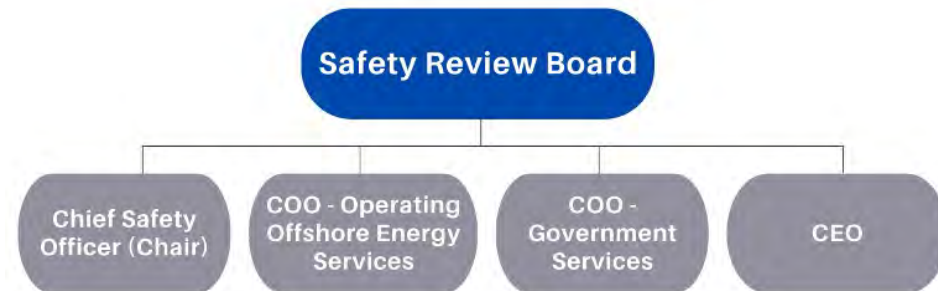 Safety Review Board
Chief Safety
Officer (Chair)
COO - Operating
Offshore Energy
Services
COO -
Government
Services
CEO